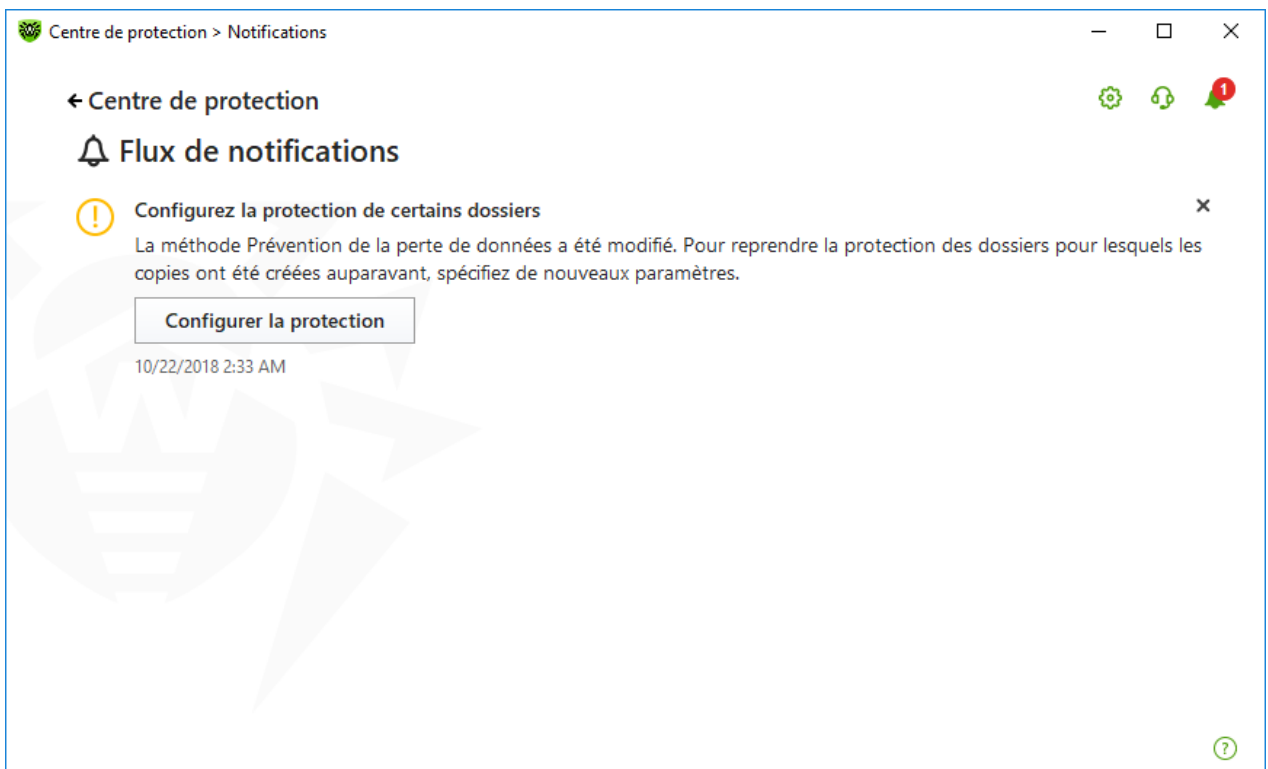 Centre de protection > Notifications
Centre de protection
1
Flux de notifications
Configurez la protection de certains dossiers
La méthode Prévention de la perte de données a été modifié. Pour reprendre la protection des dossiers pour lesquels les
copies ont été créées auparavant, spécifiez de nouveaux paramètres.
Configurer la protection
10/22/2018 2:33 AM